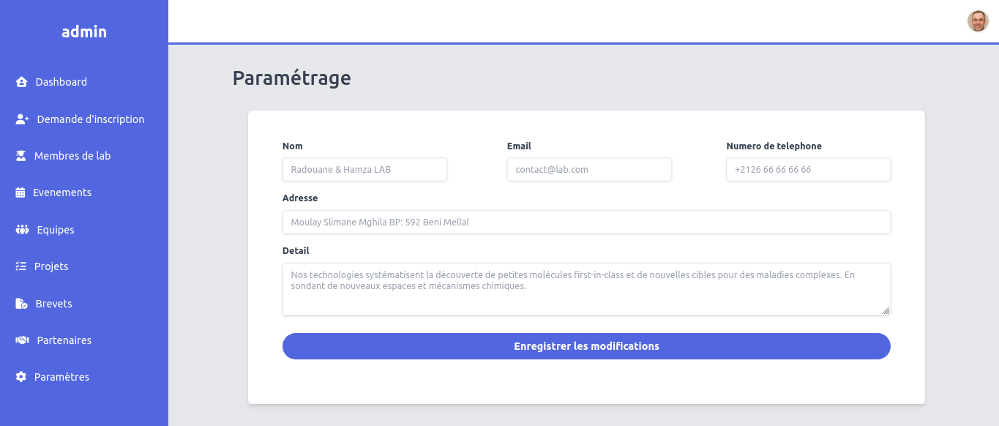 admin
Dashboard
Demande d'inscription
Membres de lab
Evenements
Equipes
Projets
Brevets
Partenaires
Paramètres
Paramétrage
Nom
Email
Numero de telephone
Radouane & Hamza LAB
contact@lab.com
+2126 66 66 66 66
Adresse
Moulay Slimane Mghila BP: 592 Beni Mellal
Detail
Nos technologies systématisent la découverte de petites molécules first-in-class et de nouvelles cibles pour des maladies complexes. En
sondant de nouveaux espaces et mécanismes chimiques.
Enregistrer les modifications